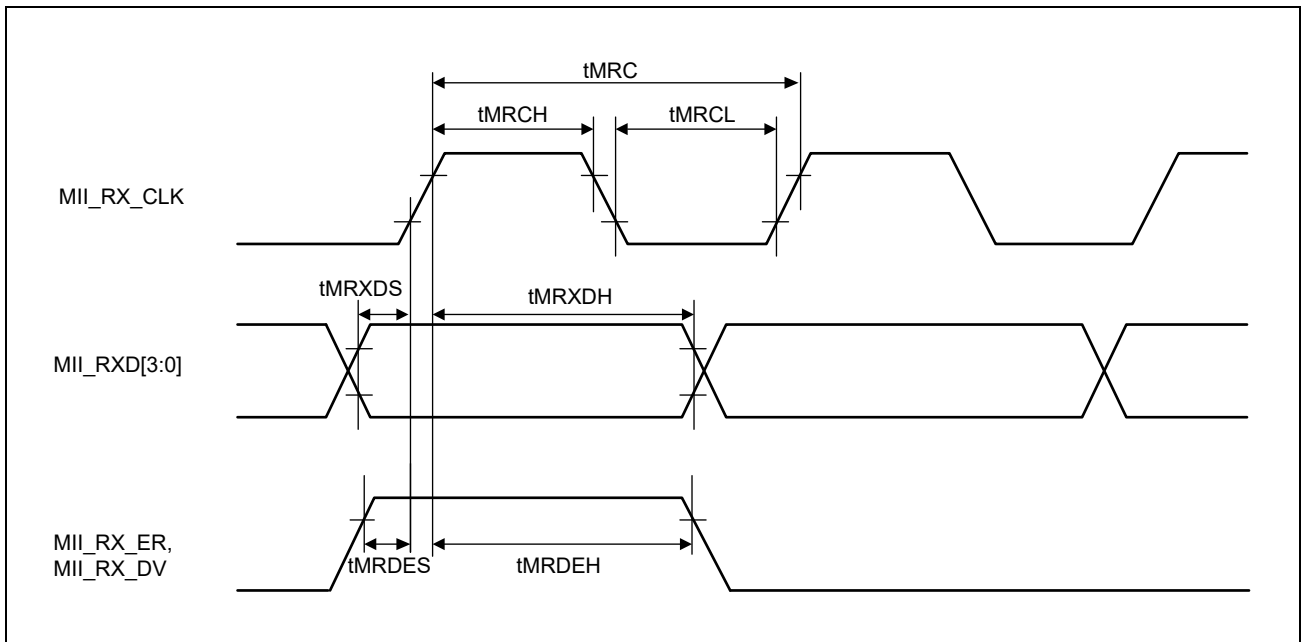 tMRC
tMRCH
tMRCL
MII_RX_CLK
tMRXDS
tMRXDH
MII_RXD[3:0]
MII_RX_ER,
MII_RX_DV
tMRDES
tMRDEH